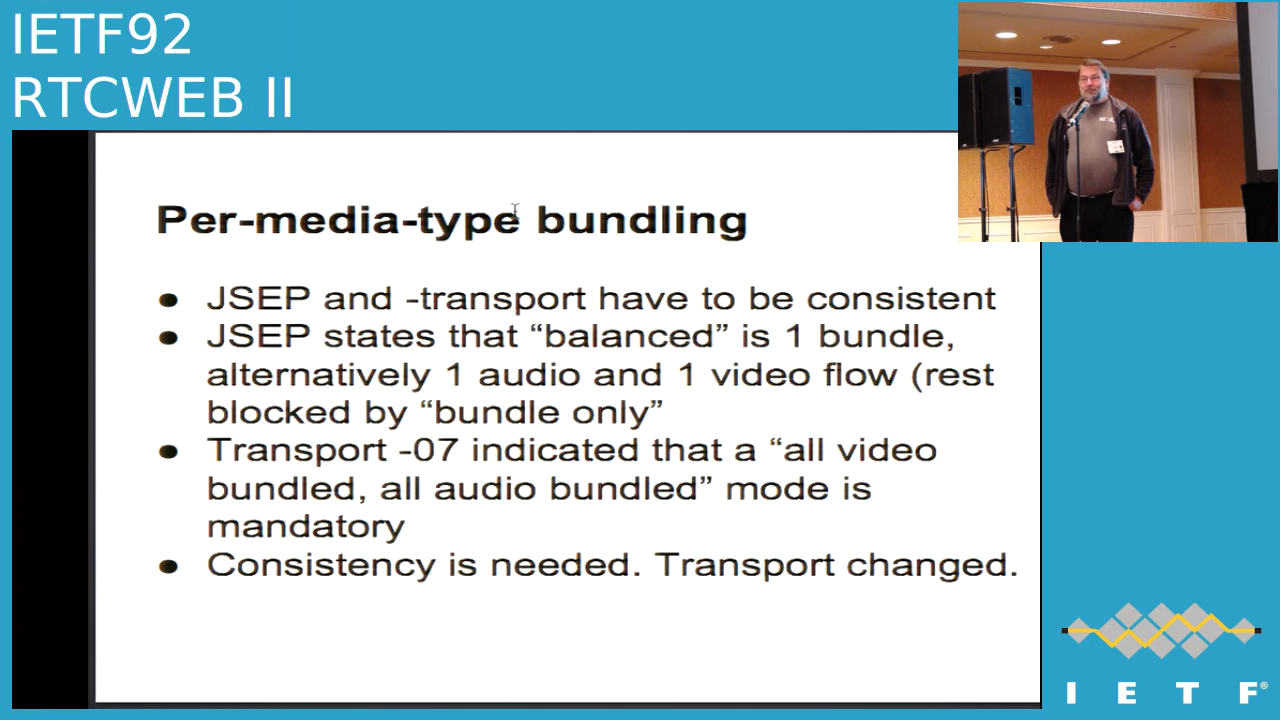 IETF92
RTCWEB II
Per-media-type bundling
● JSEP and -transport have to be consistent
● JSEP states that “balanced” is 1 bundle,
alternatively 1 audio and 1 video flow (rest
blocked by “bundle only”
● Transport -07 indicated that a “all video
bundled, all audio bundled” mode is
mandatory
● Consistency is needed. Transport changed.
I E T F®